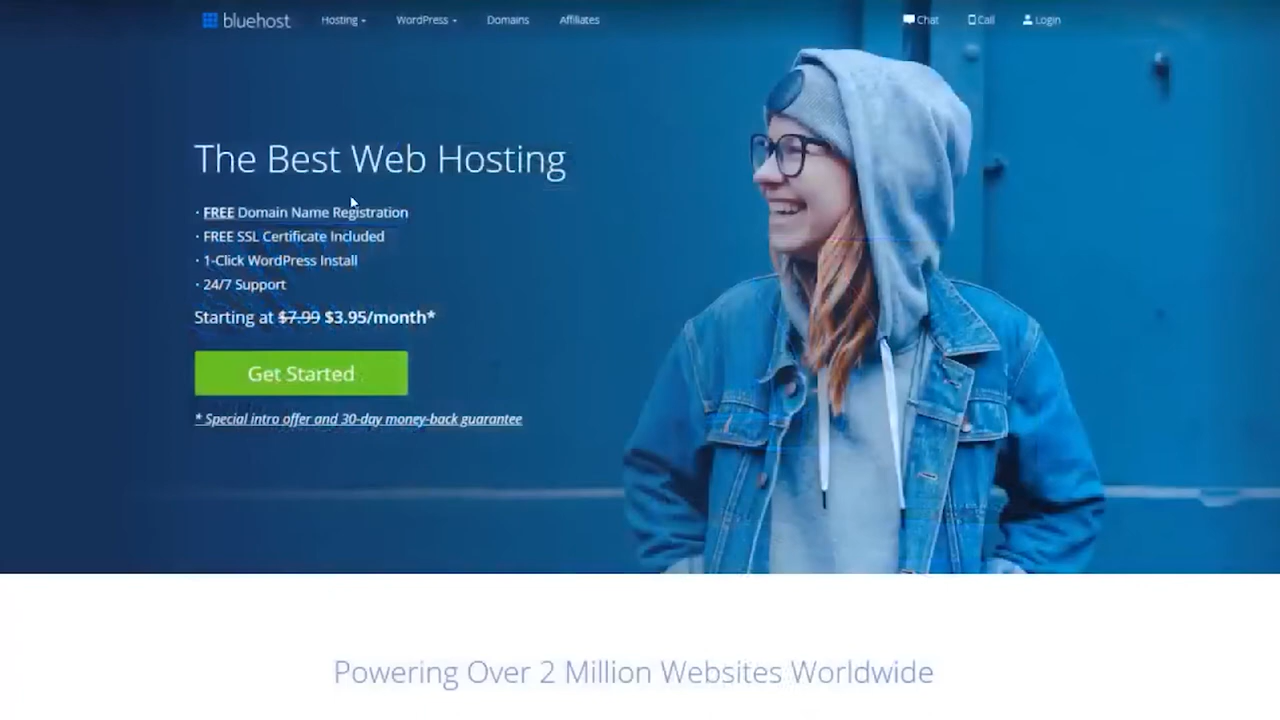 bluehost
Hosting
WordPress
Domains
Affiliates
Chat
Call
Login
The Best Web Hosting
· FREE Domain Name Registration
· FREE SSL Certificate Included
· 1-Click WordPress Install
· 24/7 Support
Starting at $7.99 $3.95/month*
Get Started
* Special intro offer and 30-day money-back guarantee
Powering Over 2 Million Websites Worldwide